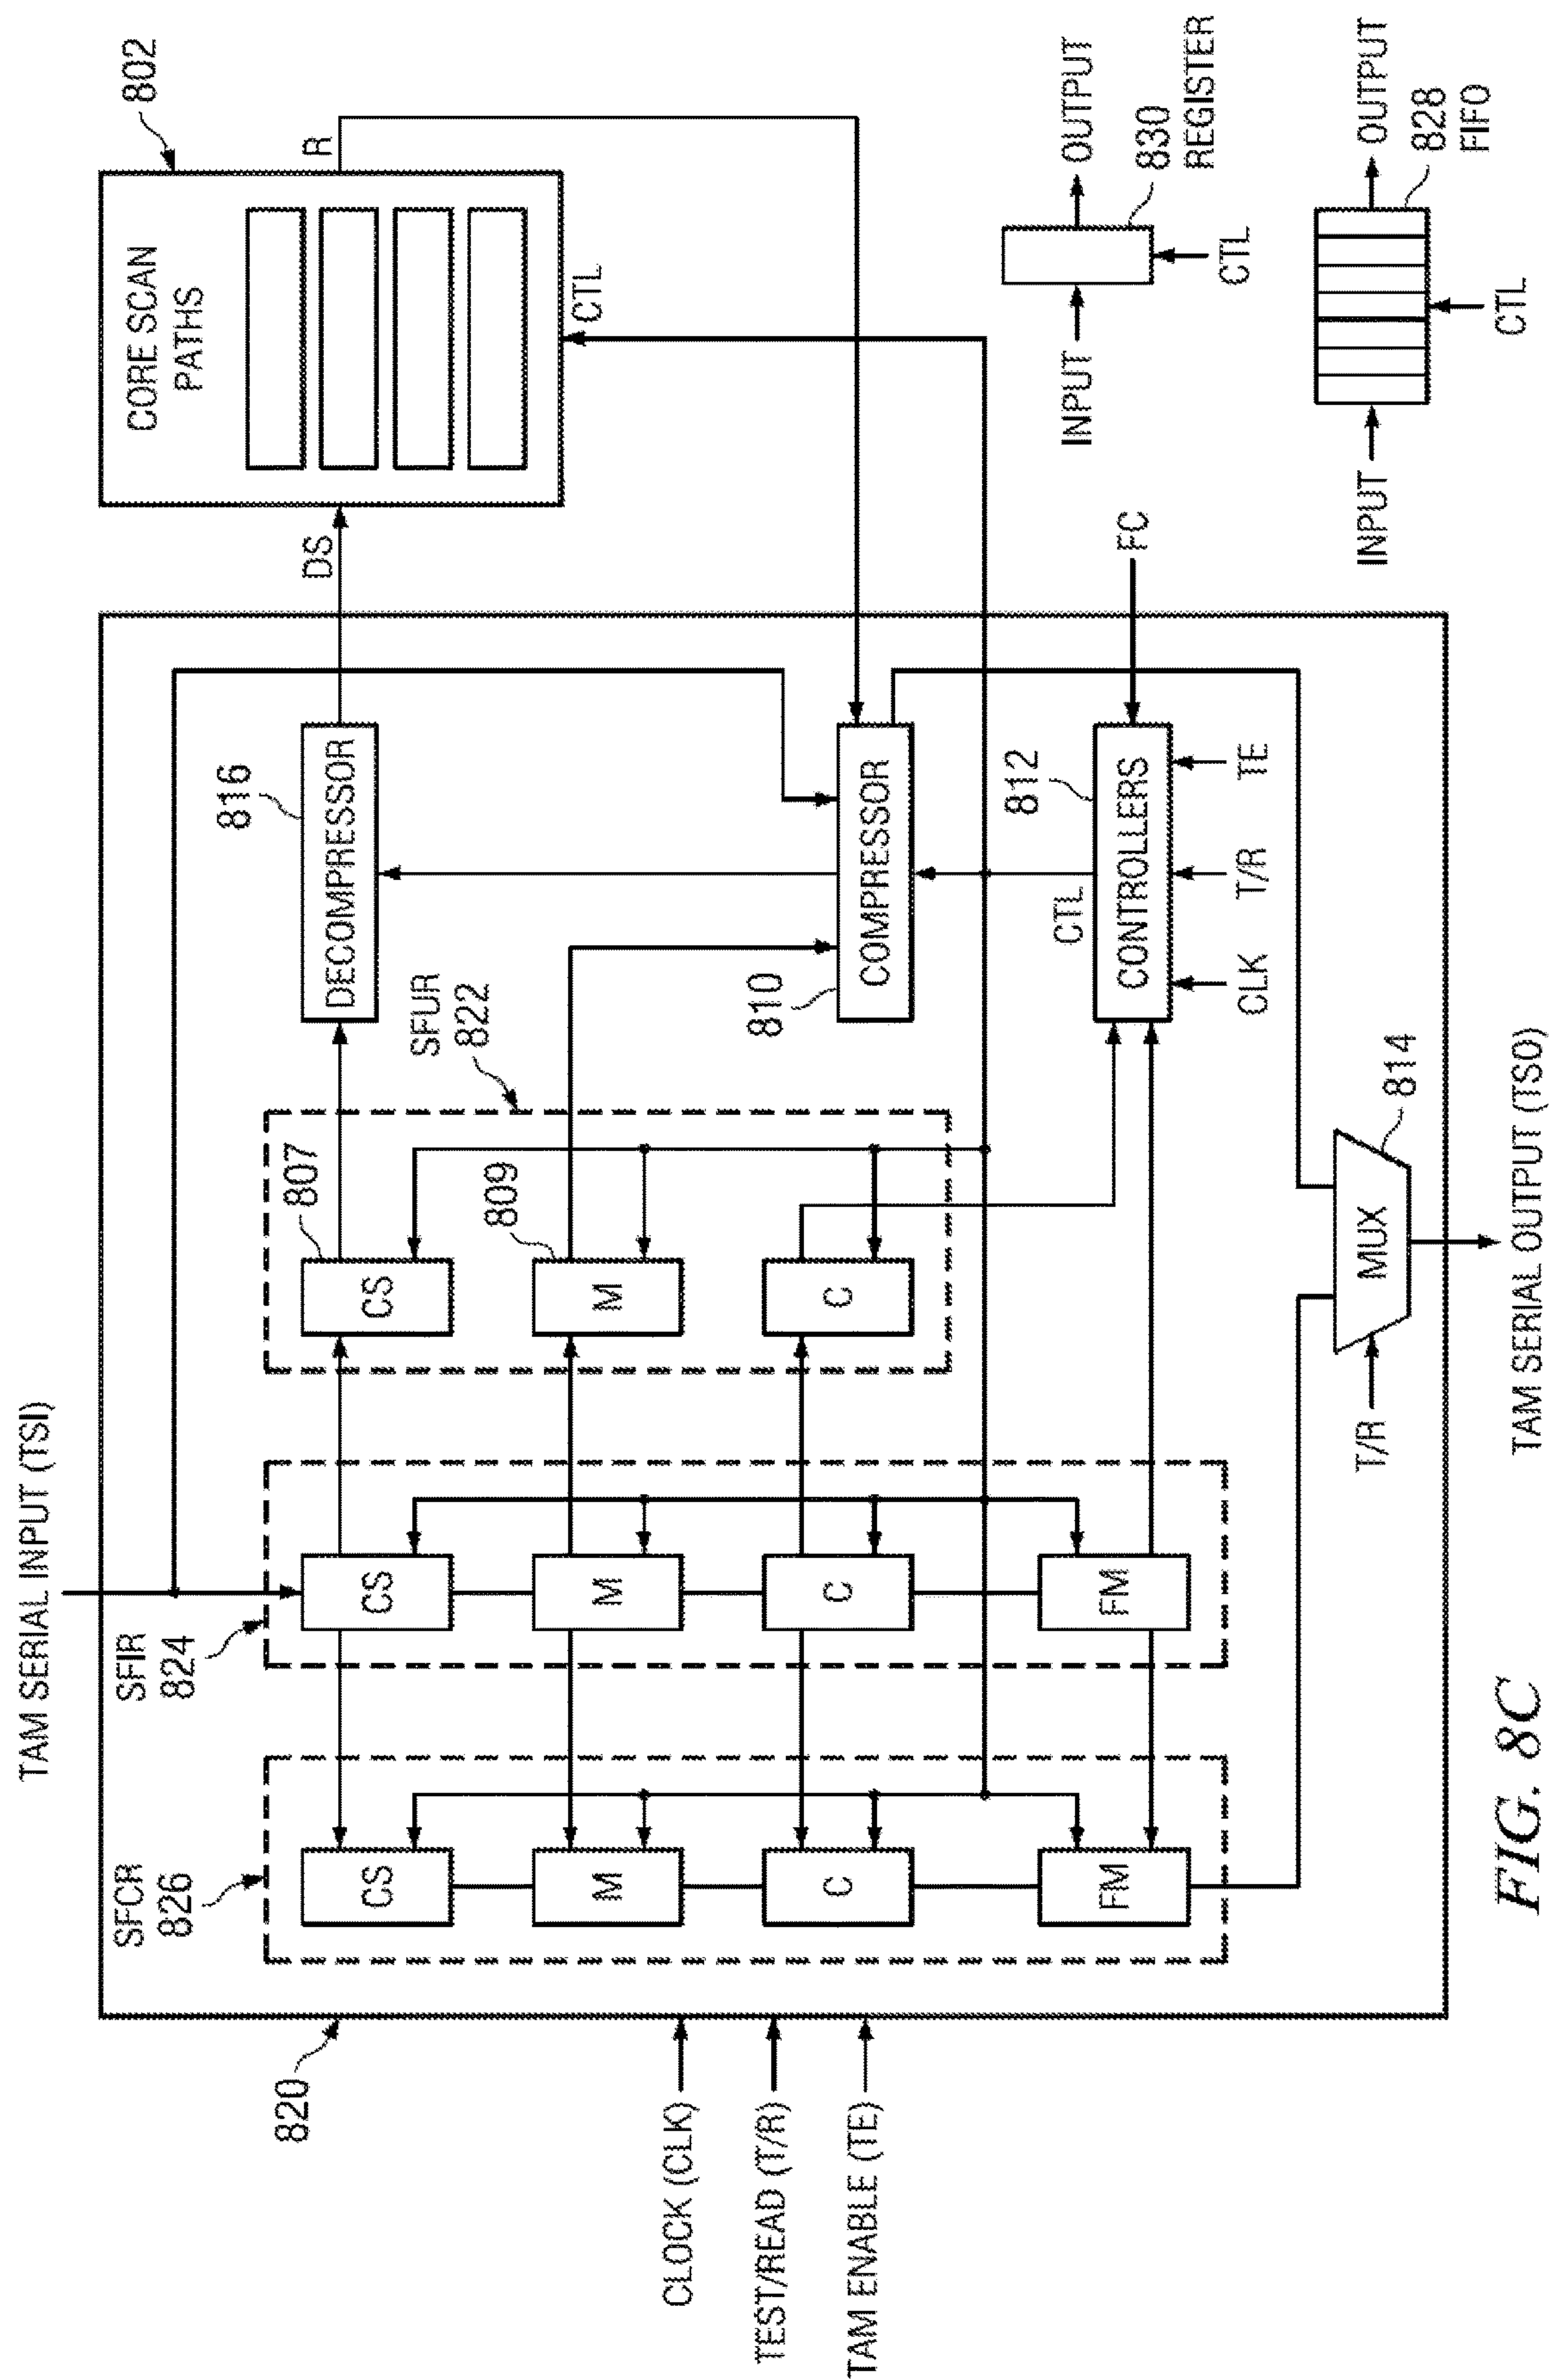 TAM SERIAL INPUT (TSI)
802
CORE SCAN
PATHS
R
DS
CTL
816
DECOMPRESSOR
SFUR
822
807
CS
809
M
C
SFIR
824
CS
M
C
FM
SFCR
826
CS
M
C
FM
820
CLOCK (CLK)
TEST/READ (T/R)
TAM ENABLE (TE)
810
COMPRESSOR
CTL
812
CONTROLLERS
FC
CLK
T/R
TE
INPUT
OUTPUT
830
REGISTER
CTL
INPUT
OUTPUT
828
FIFO
CTL
T/R
MUX
814
TAM SERIAL OUTPUT (TSO)
FIG. 8C